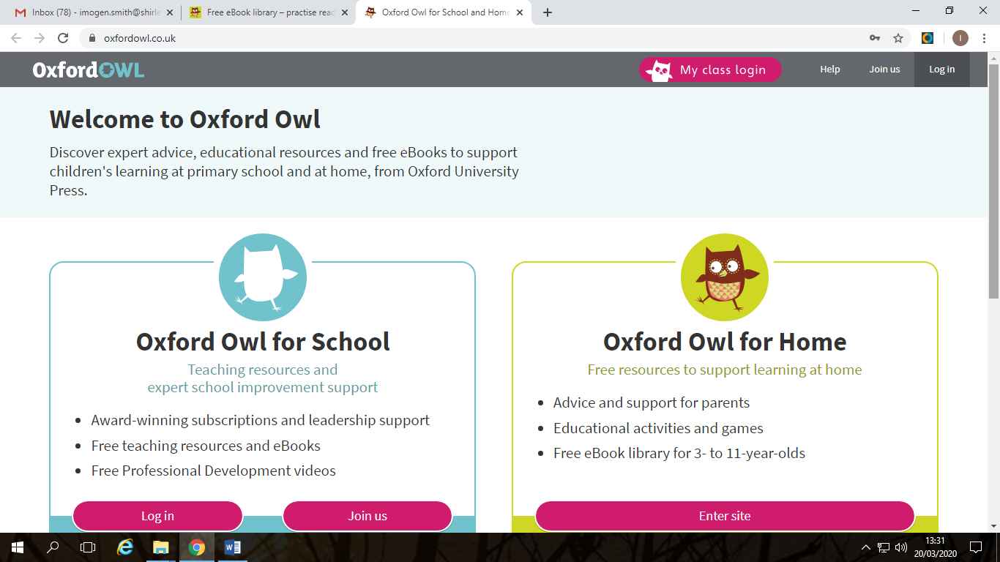 Inbox (78) - imogen.smith@shirle
Free eBook library – practise read
Oxford Owl for School and Home
oxfordowl.co.uk
I
OxfordOWL
My class login
Help
Join us
Log in
Welcome to Oxford Owl
Discover expert advice, educational resources and free eBooks to support
children's learning at primary school and at home, from Oxford University
Press.
Oxford Owl for School
Teaching resources and
expert school improvement support
Award-winning subscriptions and leadership support
Free teaching resources and eBooks
Free Professional Development videos
Log in
Join us
Oxford Owl for Home
Free resources to support learning at home
Advice and support for parents
Educational activities and games
Free eBook library for 3- to 11-year-olds
Enter site
13:31
20/03/2020